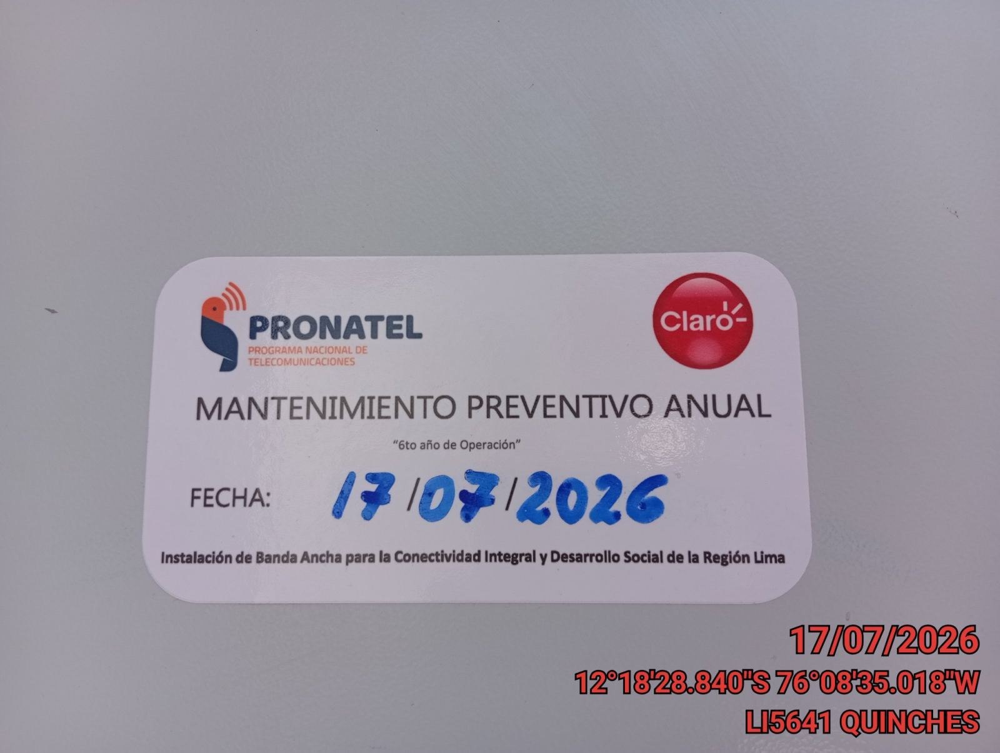 PRONATEL
PROGRAMA NACIONAL DE
TELECOMUNICACIONES
Claro
MANTENIMIENTO PREVENTIVO ANUAL
“6to año de Operación”
FECHA: 17/07/2026
Instalación de Banda Ancha para la Conectividad Integral y Desarrollo Social de la Región Lima
17/07/2026
12°18'28.840"S 76°08'35.018"W
LI5641 QUINCHES